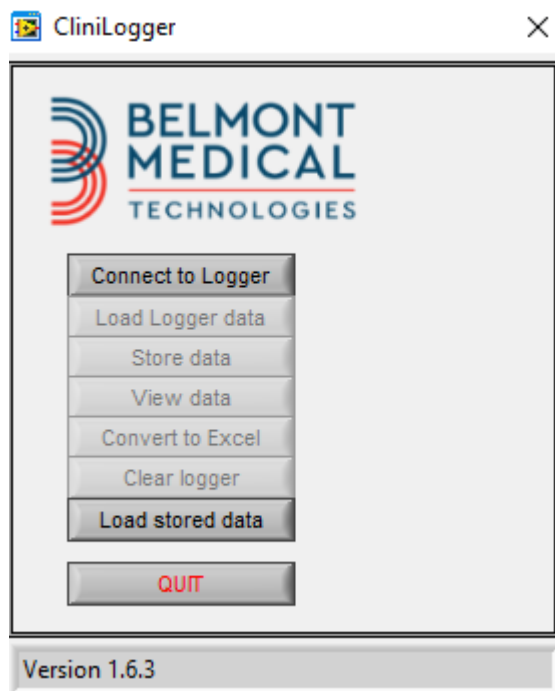 CliniLogger
BELMONT
MEDICAL
TECHNOLOGIES
Connect to Logger
Load Logger data
Store data
View data
Convert to Excel
Clear logger
Load stored data
QUIT
Version 1.6.3